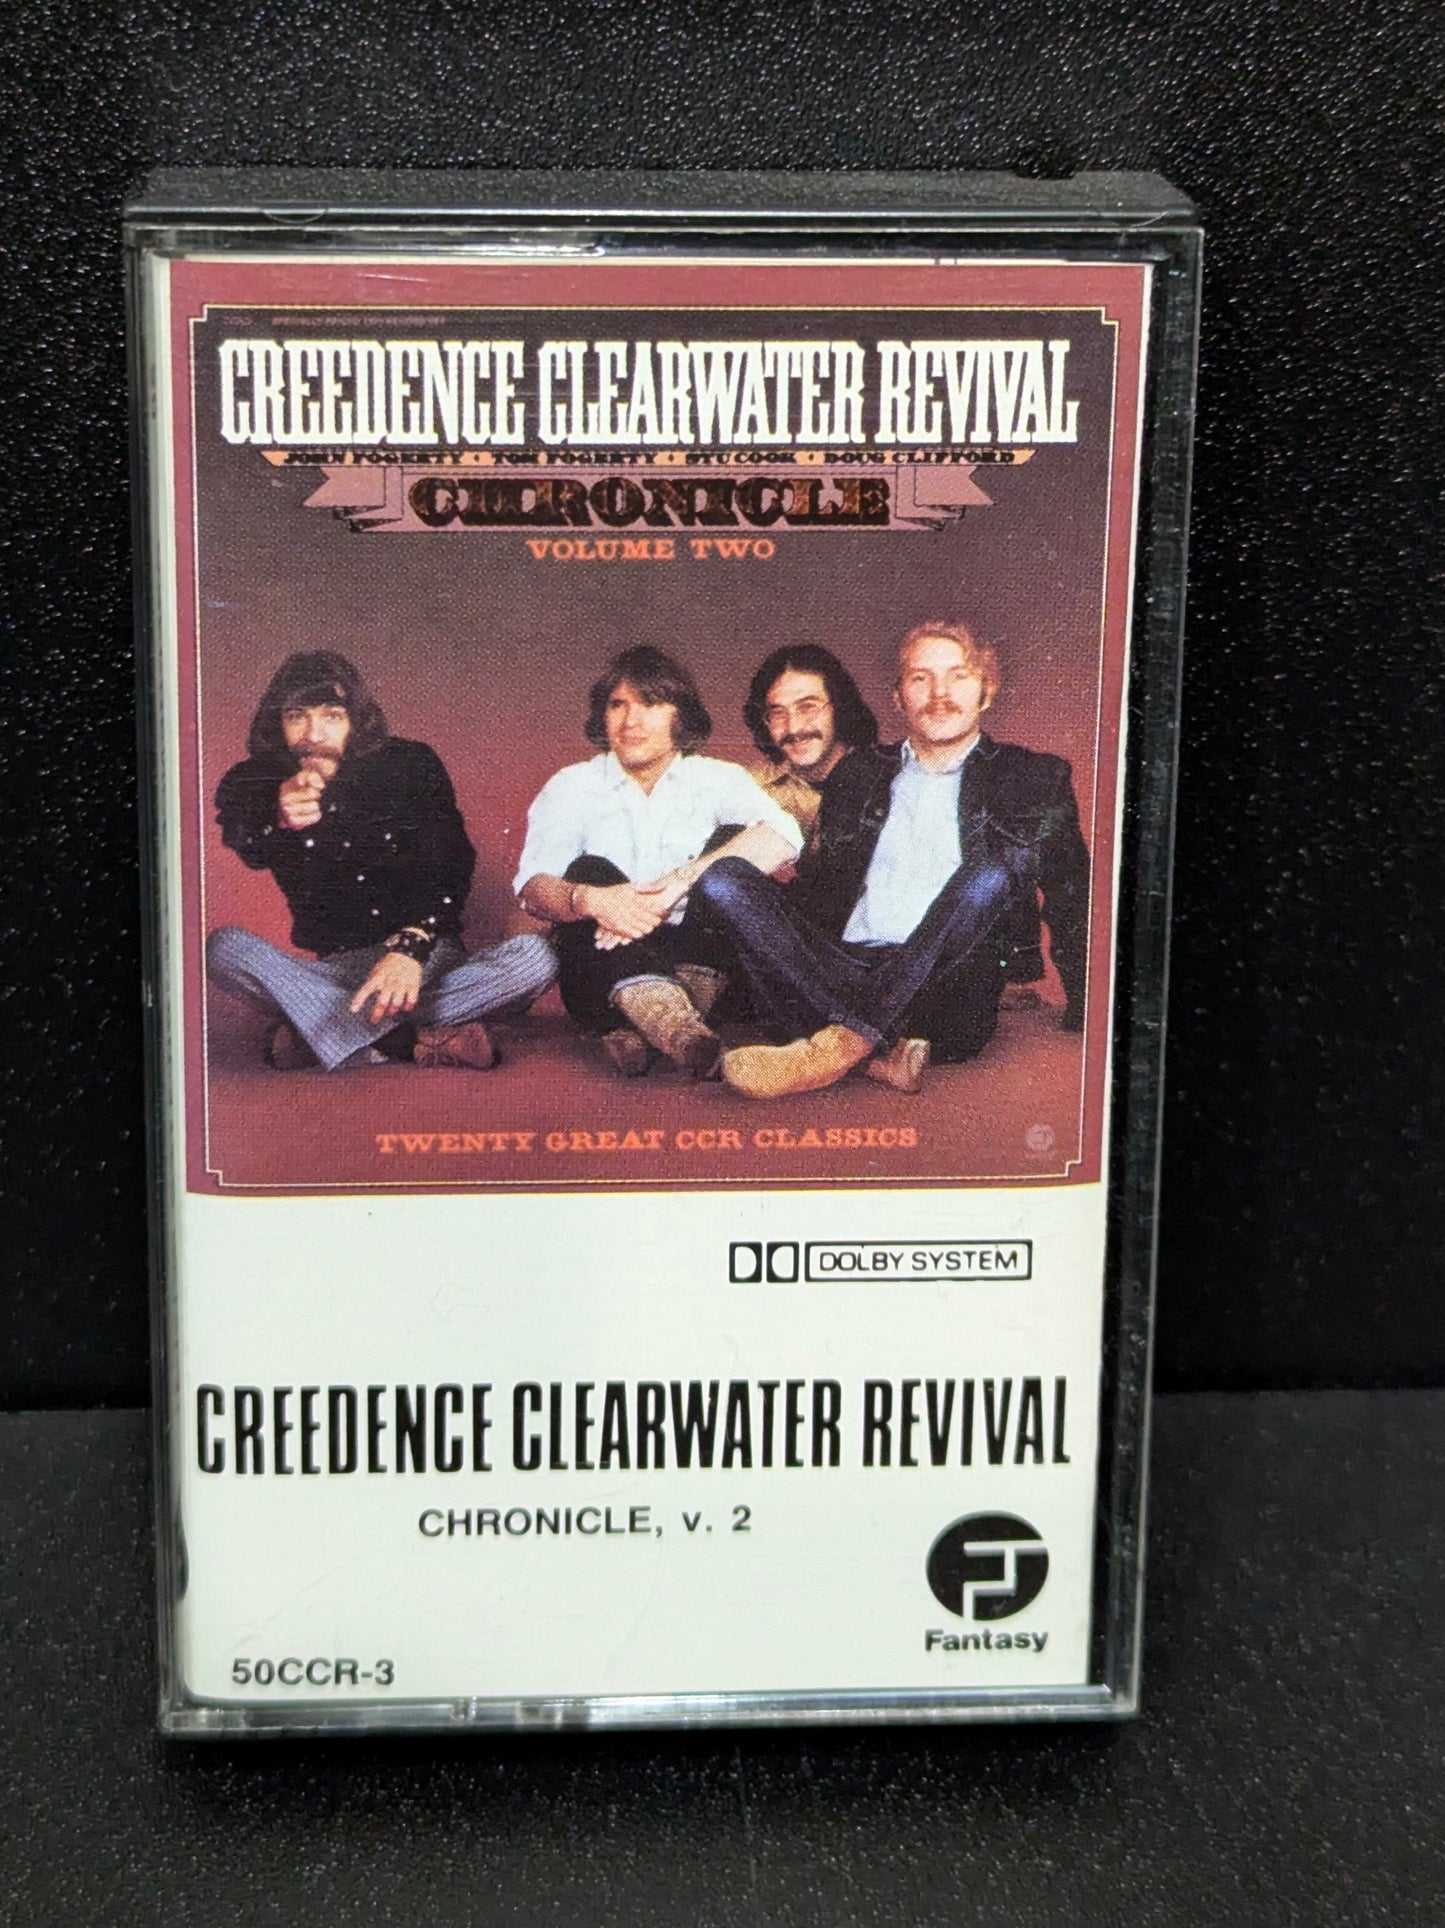 CREEDENCE CLEARWATER REVIVAL
JOHN FOGERTY • TOM FOGERTY • STU COOK • DOUG CLIFFORD
CHRONICLE
VOLUME TWO
TWENTY GREAT CCR CLASSICS
DOLBY SYSTEM
CREEDENCE CLEARWATER REVIVAL
CHRONICLE, v. 2
Fantasy
50CCR-3